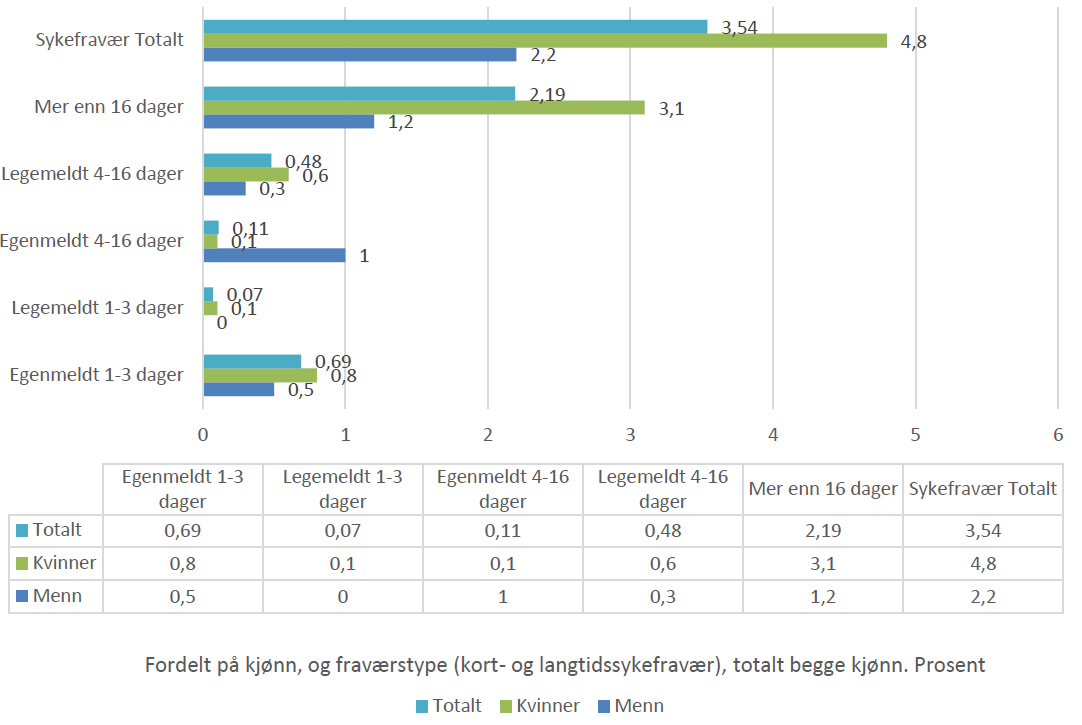 Sykefravær Totalt
3,54
4,8
2,2
Mer enn 16 dager
2,19
3,1
1,2
Legemeldt 4-16 dager
0,48
0,6
0,3
Egenmeldt 4-16 dager
0,11
0,1
1
Legemeldt 1-3 dager
0,07
0,1
0
Egenmeldt 1-3 dager
0,69
0,8
0,5
0 1 2 3 4 5 6
Egenmeldt 1-3 dager Legemeldt 1-3 dager Egenmeldt 4-16 dager Legemeldt 4-16 dager Mer enn 16 dager Sykefravær Totalt
Totalt 0,69 0,07 0,11 0,48 2,19 3,54
Kvinner 0,8 0,1 0,1 0,6 3,1 4,8
Menn 0,5 0 1 0,3 1,2 2,2
Fordelt på kjønn, og fraværstype (kort- og langtidssykefravær), totalt begge kjønn. Prosent
Totalt Kvinner Menn